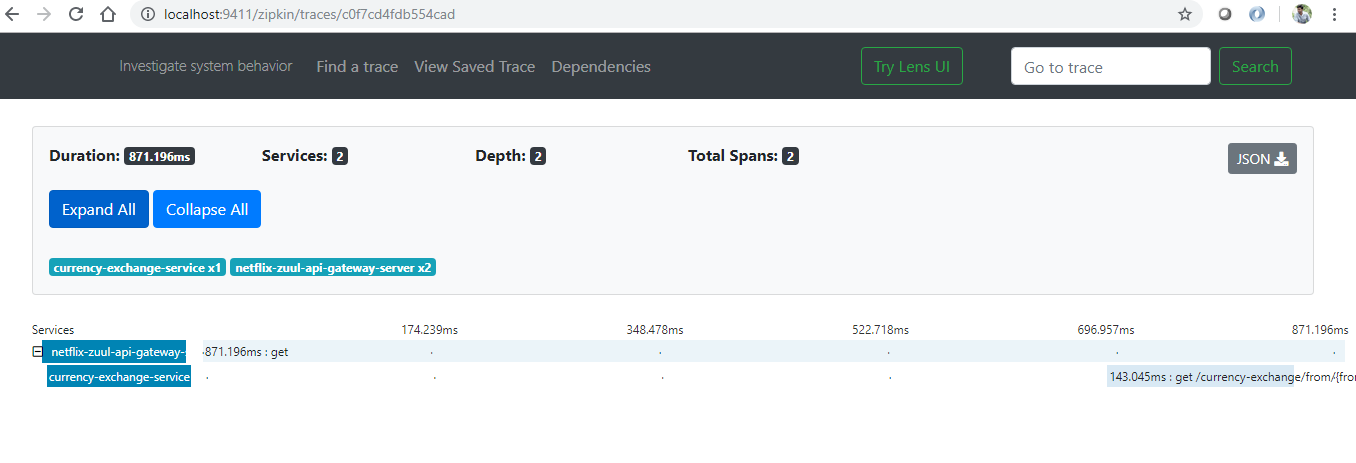 localhost:9411/zipkin/traces/c0f7cd4fdb554cad
Investigate system behavior Find a trace View Saved Trace Dependencies Try Lens UI Go to trace Search
Duration: 871.196ms Services: 2 Depth: 2 Total Spans: 2 JSON
Expand All Collapse All
currency-exchange-service x1 netflix-zuul-api-gateway-server x2
Services 174.239ms 348.478ms 522.718ms 696.957ms 871.196ms
netflix-zuul-api-gateway- 871.196ms : get
currency-exchange-service 143.045ms : get /currency-exchange/from/{fro